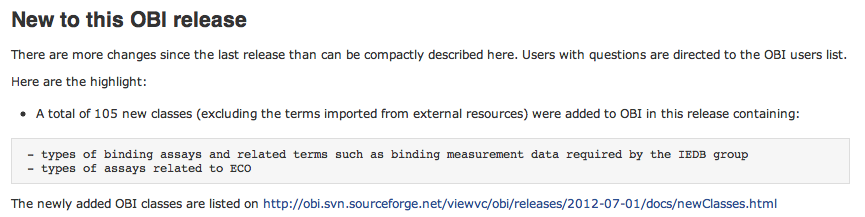 New to this OBI release
There are more changes since the last release than can be compactly described here. Users with questions are directed to the OBI users list.
Here are the highlight:
• A total of 105 new classes (excluding the terms imported from external resources) were added to OBI in this release containing:
- types of binding assays and related terms such as binding measurement data required by the IEDB group
- types of assays related to ECO
The newly added OBI classes are listed on http://obi.svn.sourceforge.net/viewvc/obi/releases/2012-07-01/docs/newClasses.html